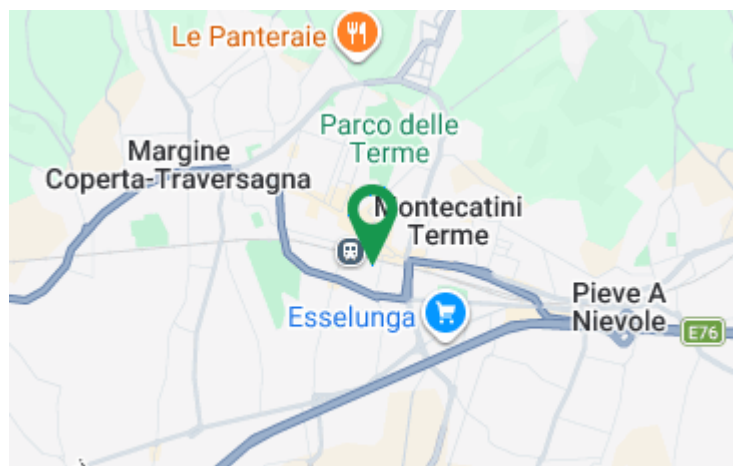 Le Panteraie
Parco delle
Terme
Margine
Coperta-Traversagna
Montecatini
Terme
Pieve A
Nievole
Esselunga
E76